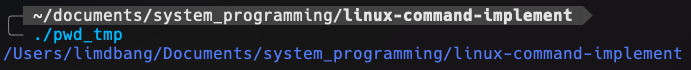 ~/documents/system_programming/linux-command-implement
./pwd_tmp
/Users/limdbang/Documents/system_programming/linux-command-implement